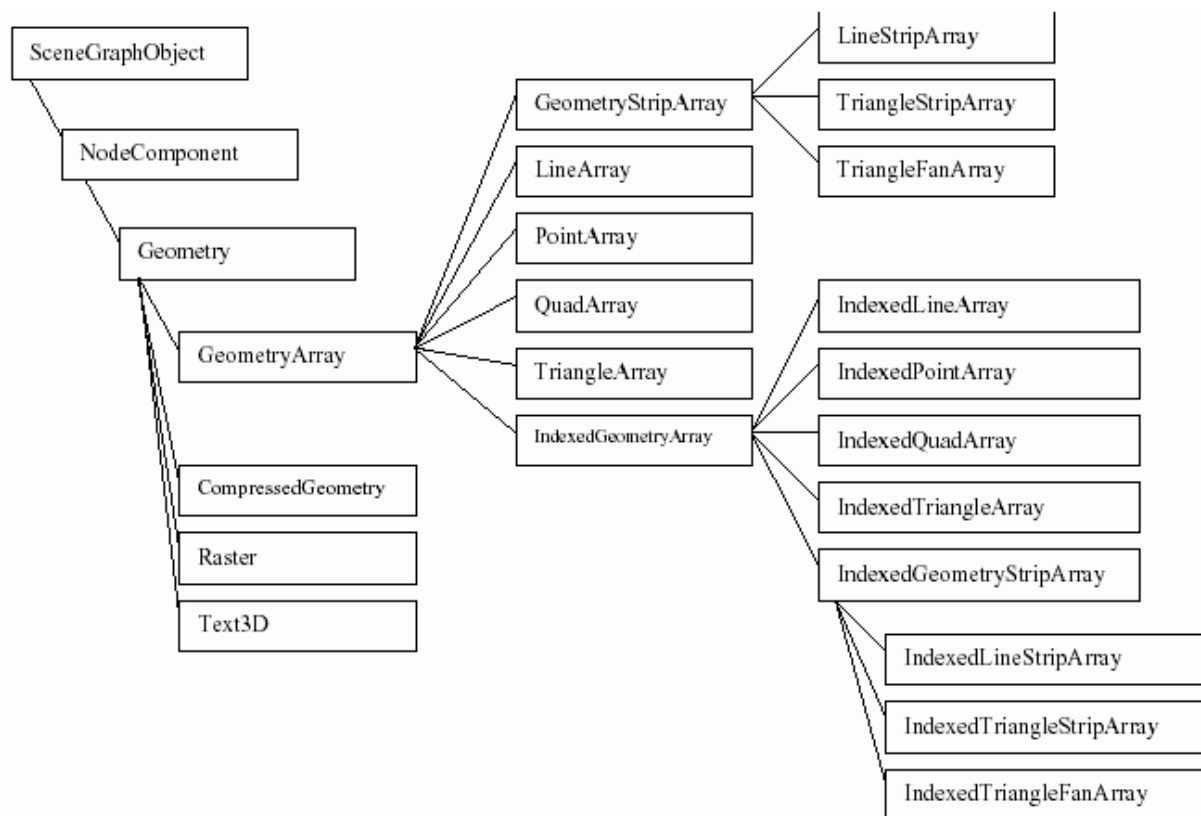 SceneGraphObject
NodeComponent
Geometry
GeometryArray
CompressedGeometry
Raster
Text3D
GeometryStripArray
LineArray
PointArray
QuadArray
TriangleArray
IndexedGeometryArray
LineStripArray
TriangleStripArray
TriangleFanArray
IndexedLineArray
IndexedPointArray
IndexedQuadArray
IndexedTriangleArray
IndexedGeometryStripArray
IndexedLineStripArray
IndexedTriangleStripArray
IndexedTriangleFanArray